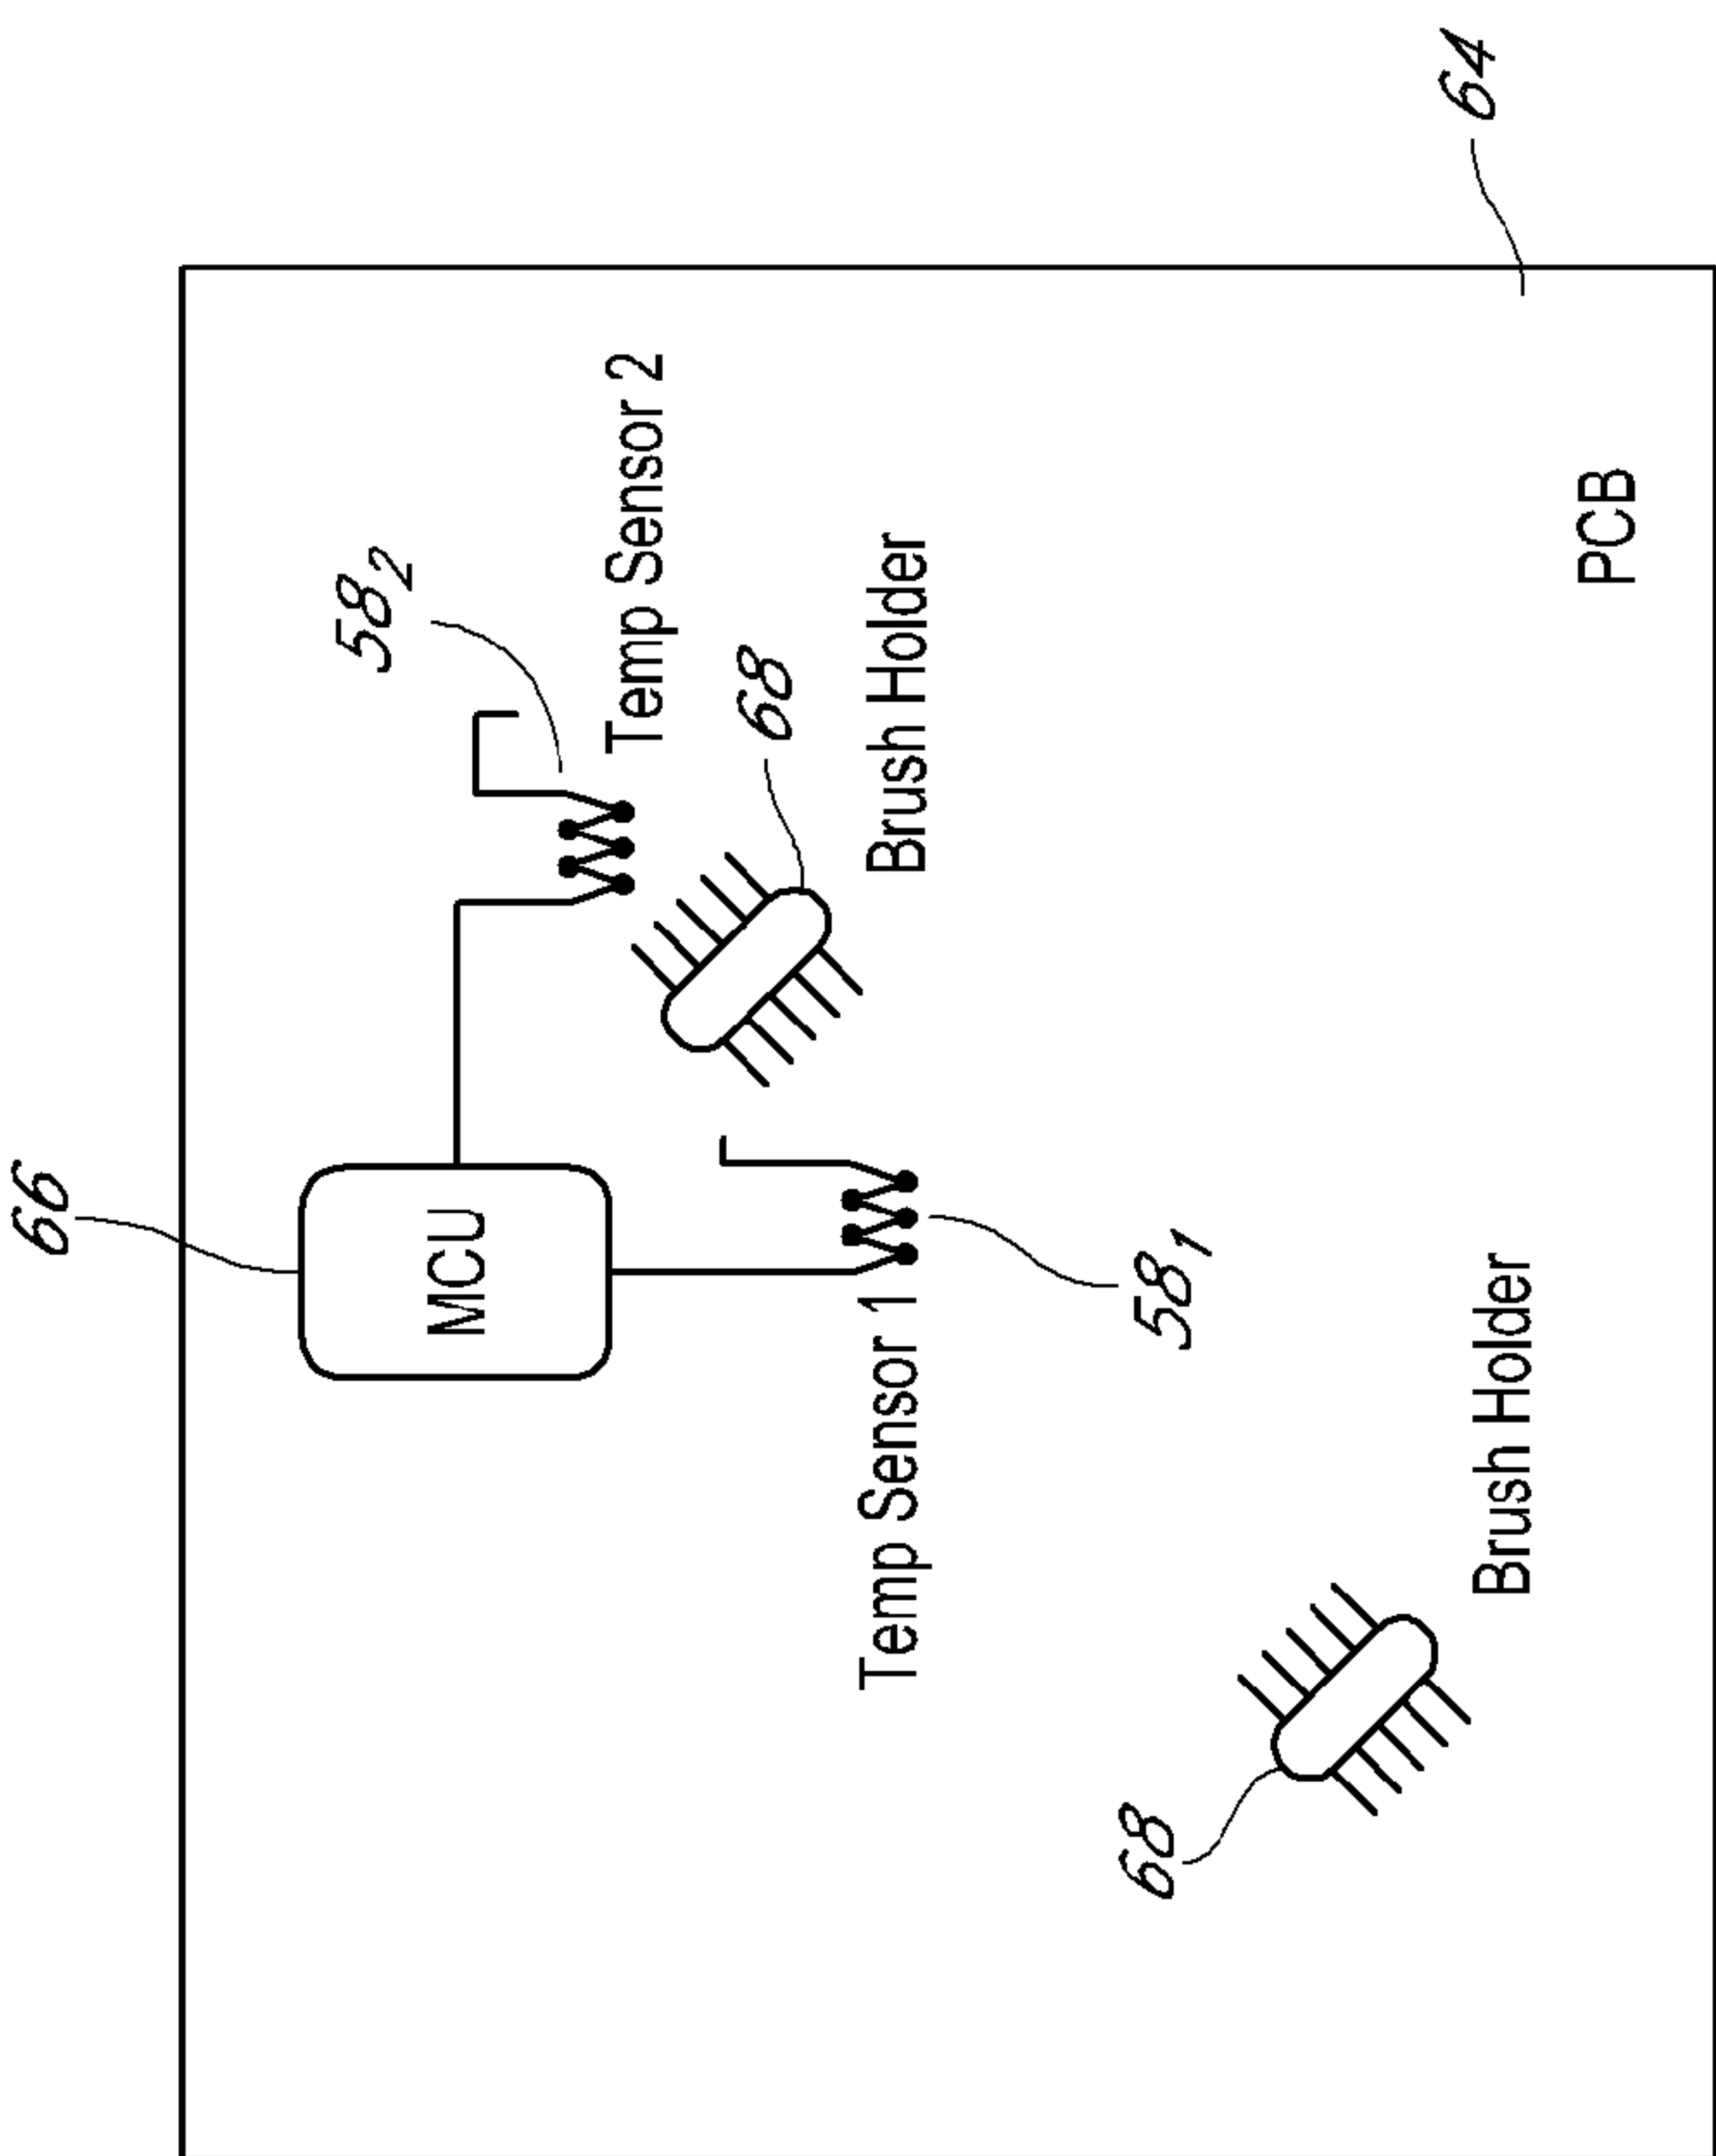 66
MCU
58₂
Temp Sensor 2
68
Brush Holder
Temp Sensor 1
58₁
68
Brush Holder
PCB
64